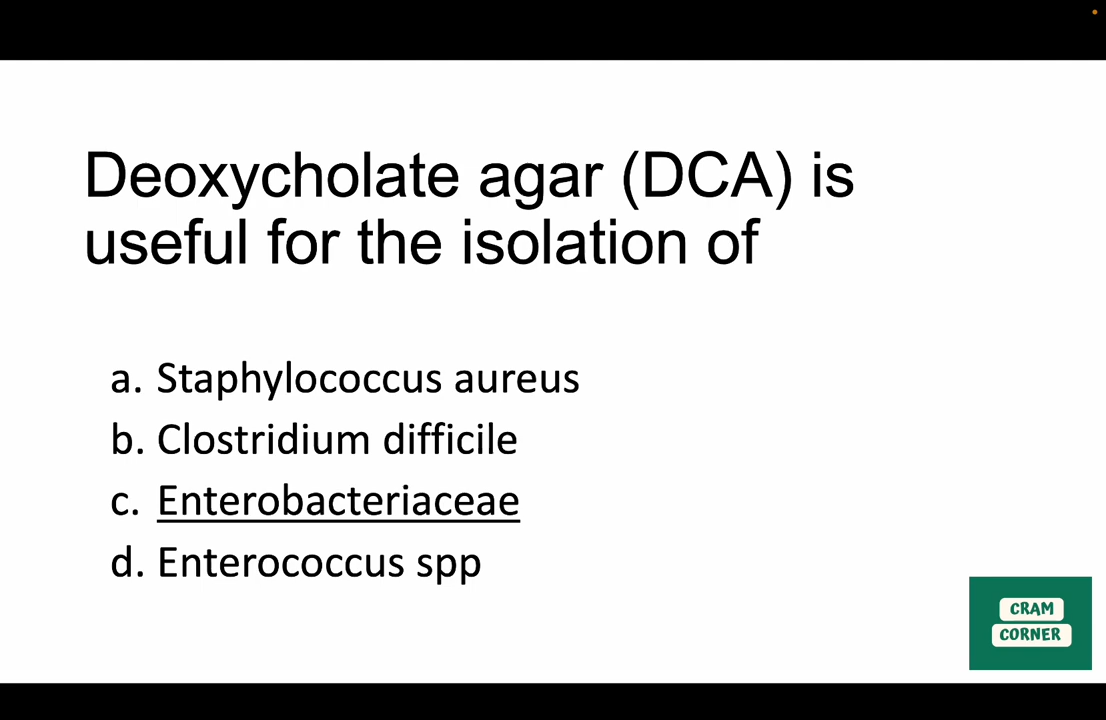 Deoxycholate agar (DCA) is
useful for the isolation of
a. Staphylococcus aureus
b. Clostridium difficile
c. Enterobacteriaceae
d. Enterococcus spp
CRAM
CORNER